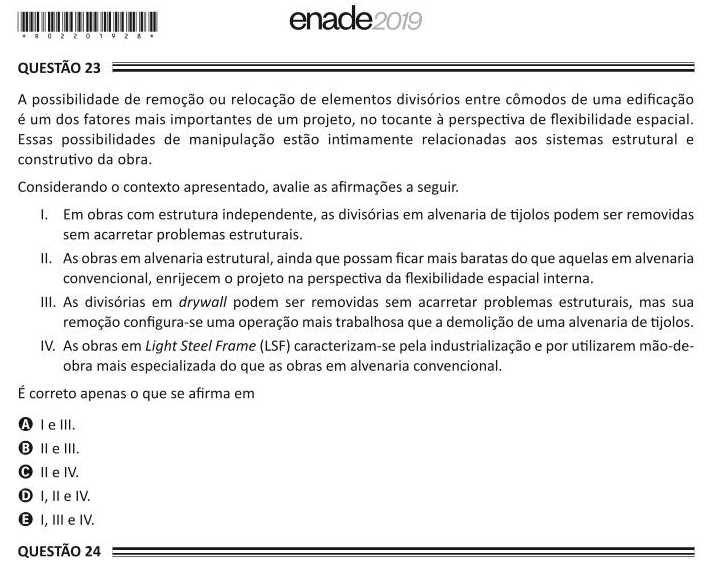 enade2019
* R 0 2 2 0 1 9 2 8 *
QUESTÃO 23
A possibilidade de remoção ou relocação de elementos divisórios entre cômodos de uma edificação
é um dos fatores mais importantes de um projeto, no tocante à perspectiva de flexibilidade espacial.
Essas possibilidades de manipulação estão intimamente relacionadas aos sistemas estrutural e
construtivo da obra.
Considerando o contexto apresentado, avalie as afirmações a seguir.
I. Em obras com estrutura independente, as divisórias em alvenaria de tijolos podem ser removidas
sem acarretar problemas estruturais.
II. As obras em alvenaria estrutural, ainda que possam ficar mais baratas do que aquelas em alvenaria
convencional, enrijecem o projeto na perspectiva da flexibilidade espacial interna.
III. As divisórias em drywall podem ser removidas sem acarretar problemas estruturais, mas sua
remoção configura-se uma operação mais trabalhosa que a demolição de uma alvenaria de tijolos.
IV. As obras em Light Steel Frame (LSF) caracterizam-se pela industrialização e por utilizarem mão-de-
obra mais especializada do que as obras em alvenaria convencional.
É correto apenas o que se afirma em
A I e III.
B II e III.
C II e IV.
D I, II e IV.
E I, III e IV.
QUESTÃO 24